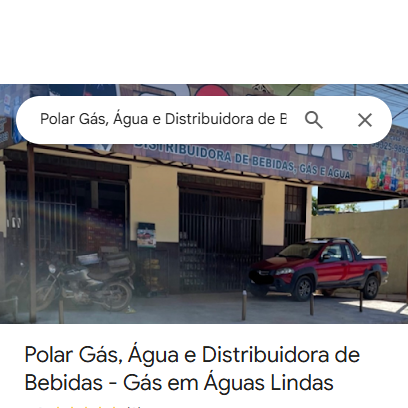 Polar Gás, Água e Distribuidora de B
DISTRIBUIDORA DE BEBIDAS, GÁS E ÁGUA
Polar Gás, Água e Distribuidora de
Bebidas - Gás em Águas Lindas